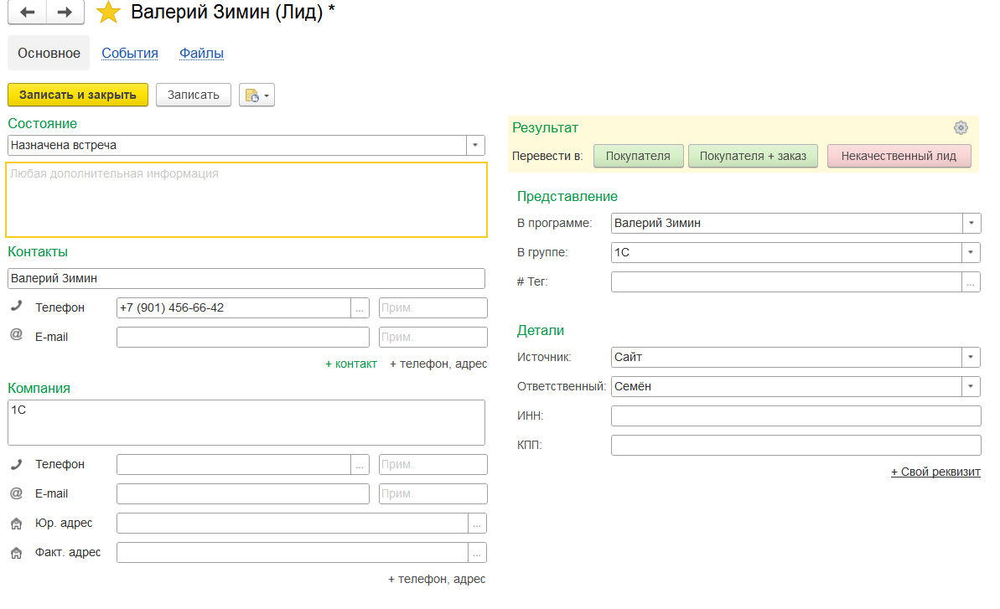 Валерий Зимин (Лид) *
Основное События Файлы
Записать и закрыть Записать
Состояние
Назначена встреча
Любая дополнительная информация
Контакты
Валерий Зимин
Телефон +7 (901) 456-66-42 ... Прим.
@ E-mail Прим.
+ контакт + телефон, адрес
Компания
1С
Телефон ... Прим.
@ E-mail Прим.
Юр. адрес ...
Факт. адрес ...
+ телефон, адрес
Результат
Перевести в: Покупателя Покупателя + заказ Некачественный лид
Представление
В программе: Валерий Зимин
В группе: 1С
# Тег: ...
Детали
Источник: Сайт
Ответственный: Семён
ИНН:
КПП:
+ Свой реквизит